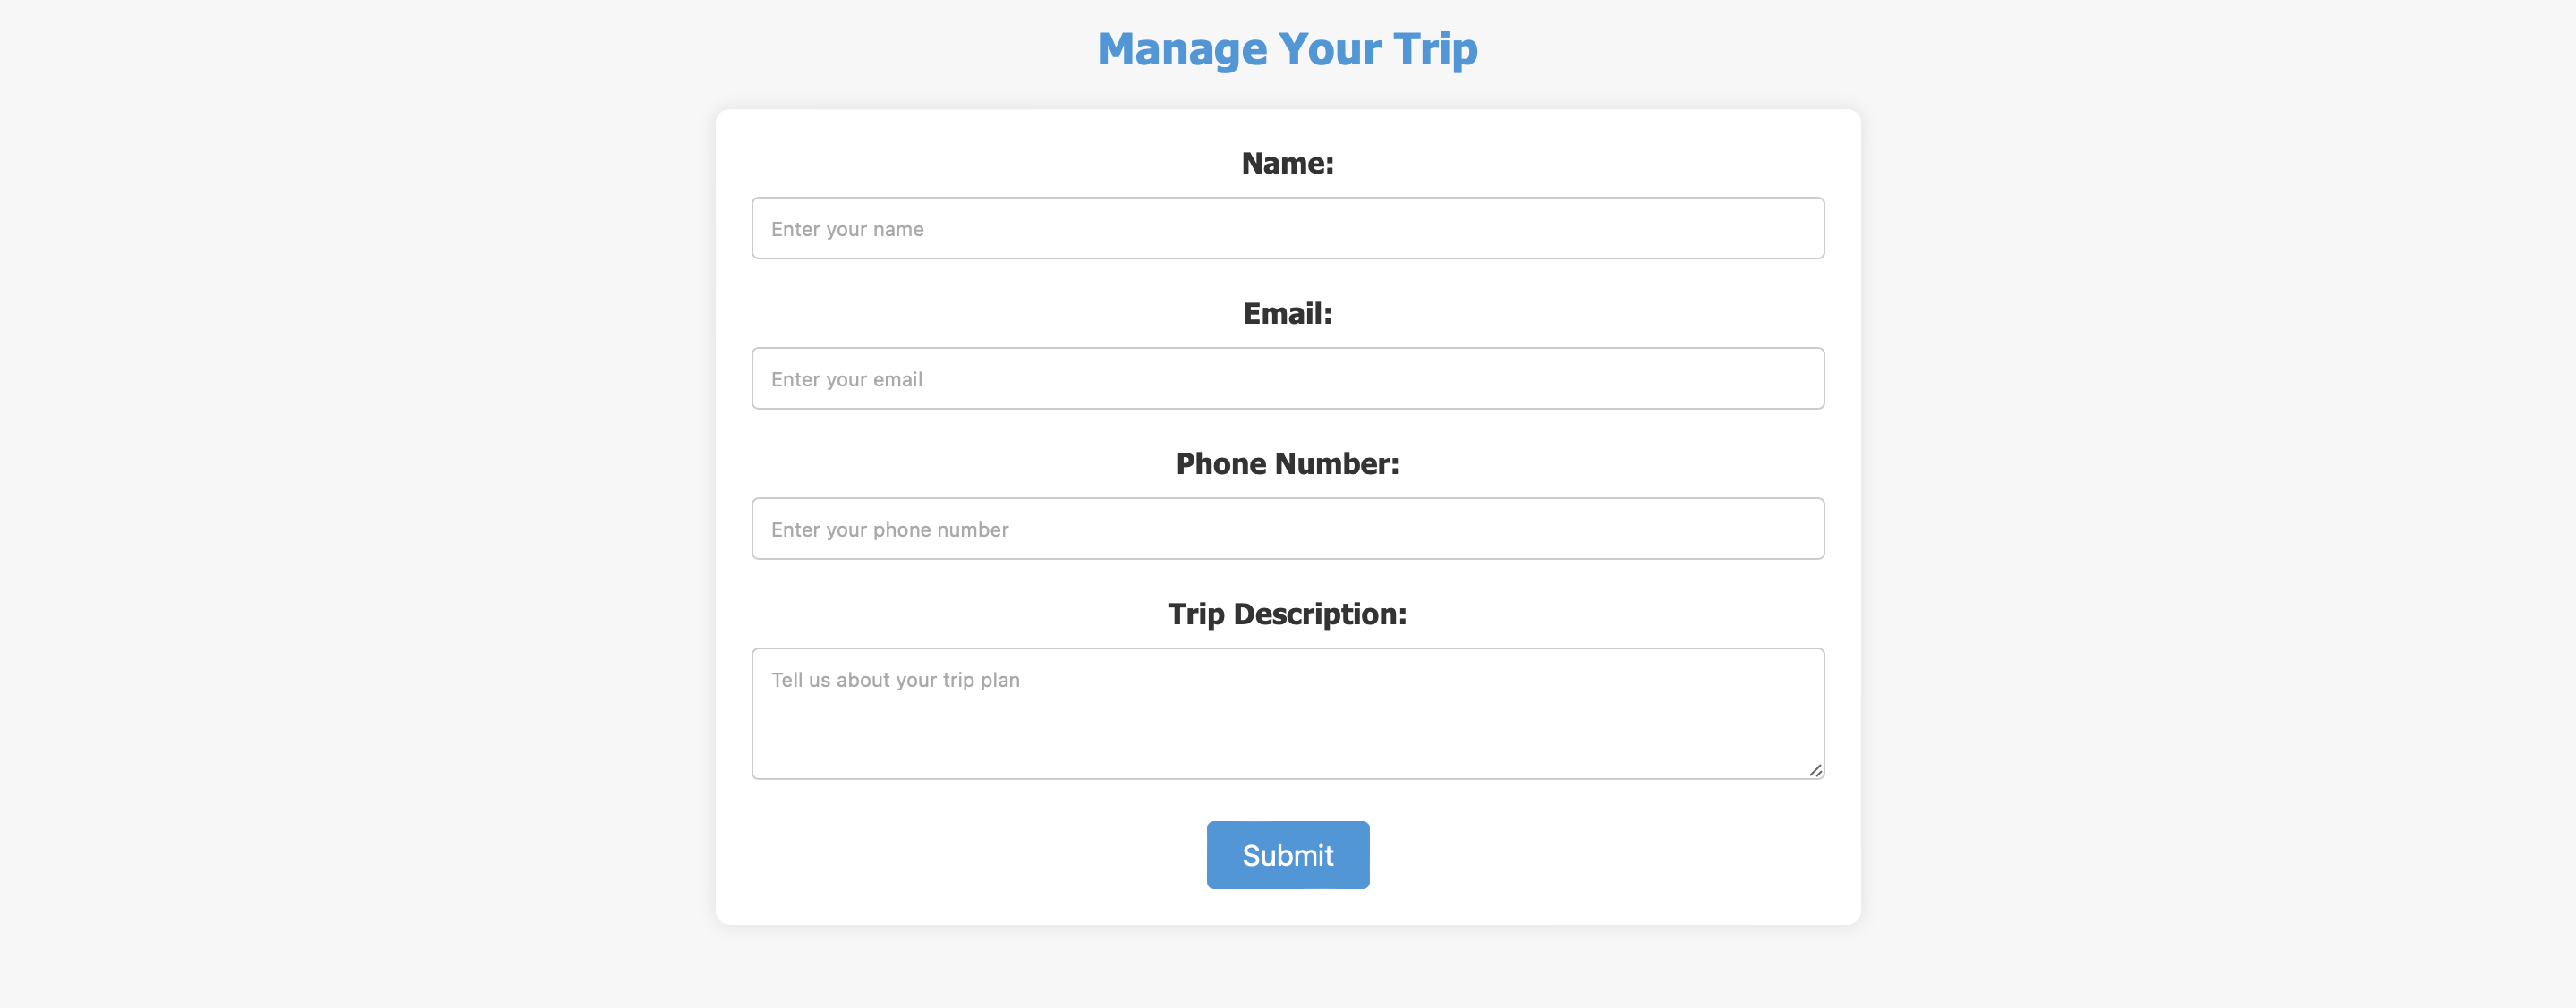 Manage Your Trip
Name:
Enter your name
Email:
Enter your email
Phone Number:
Enter your phone number
Trip Description:
Tell us about your trip plan
Submit